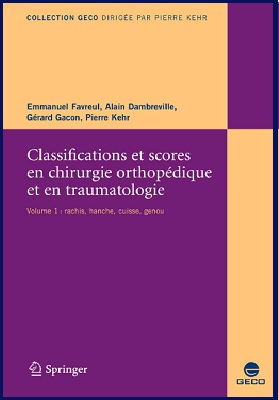 COLLECTION GECO DIRIGÉE PAR PIERRE KEHR
Emmanuel Favreul, Alain Dambreville,
Gérard Gacon, Pierre Kehr
Classifications et scores
en chirurgie orthopédique
et en traumatologie
Volume 1 : rachis, hanche, cuisse, genou
Springer
GECO